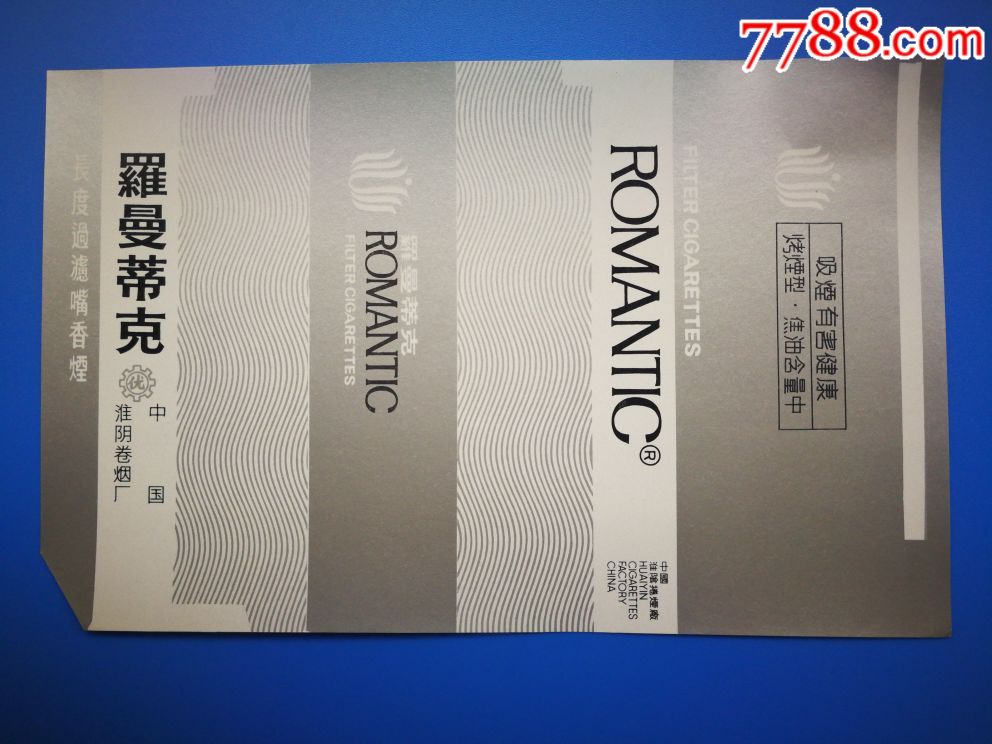 7788.com
長度過濾嘴香煙
羅曼蒂克
优
中国
淮阴卷烟厂
羅曼蒂克
ROMANTIC
FILTER CIGARETTES
FILTER CIGARETTES
ROMANTIC®
中國
淮陰捲煙廠
HUAIYIN
CIGARETTES
FACTORY
CHINA
吸煙有害健康
烤煙型·焦油含量中